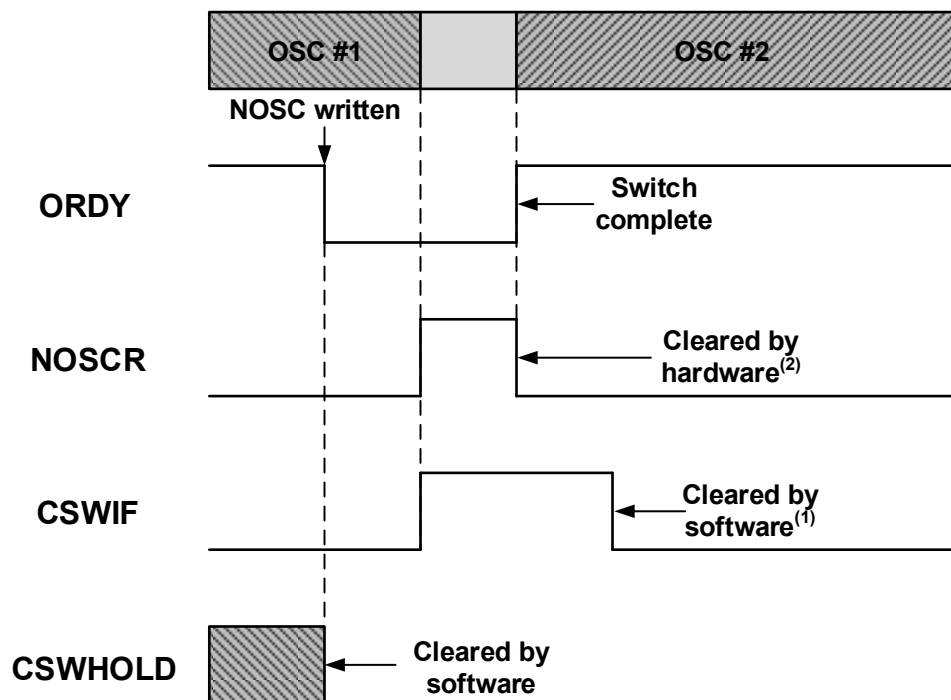 OSC #1
OSC #2
NOSC written
ORDY
Switch
complete
NOSCR
Cleared by
hardware(2)
CSWIF
Cleared by
software(1)
CSWHOLD
Cleared by
software